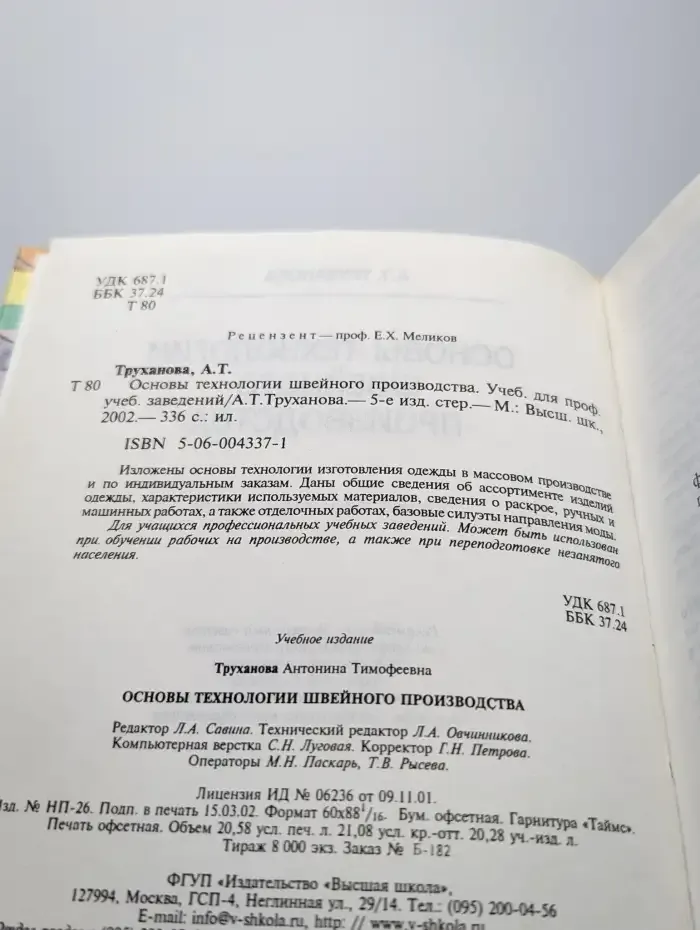 УДК 687.1
ББК 37.24
Т 80
Рецензент — проф. Е.Х. Меликов
Труханова, А.Т.
Т 80 Основы технологии швейного производства. Учеб. для проф.
учеб. заведений/А.Т.Труханова.— 5-е изд. стер.— М.: Высш. шк.,
2002.— 336 с.: ил.
ISBN 5-06-004337-1
Изложены основы технологии изготовления одежды в массовом производстве
и по индивидуальным заказам. Даны общие сведения об ассортименте изделий
одежды, характеристики используемых материалов, сведения о раскрое, ручных и
машинных работах, а также отделочных работах, базовые силуэты направления моды.
Для учащихся профессиональных учебных заведений. Может быть использован
при обучении рабочих на производстве, а также при переподготовке незанятого
населения.
УДК 687.1
ББК 37.24
Учебное издание
Труханова Антонина Тимофеевна
ОСНОВЫ ТЕХНОЛОГИИ ШВЕЙНОГО ПРОИЗВОДСТВА
Редактор Л.А. Савина. Технический редактор Л.А. Овчинникова.
Компьютерная верстка С.Н. Луговая. Корректор Г.Н. Петрова.
Операторы М.Н. Паскарь, Т.В. Рысева.
Лицензия ИД № 06236 от 09.11.01.
Изд. № НП-26. Подп. в печать 15.03.02. Формат 60х88¹/₁₆. Бум. офсетная. Гарнитура «Таймс».
Печать офсетная. Объем 20,58 усл. печ. л. 21,08 усл. кр.-отт. 20,28 уч.-изд. л.
Тираж 8 000 экз. Заказ № Б-182
ФГУП «Издательство «Высшая школа»,
127994, Москва, ГСП-4, Неглинная ул., 29/14. Тел.: (095) 200-04-56
E-mail: info@v-shkola.ru, http: // www.v-shkola.ru